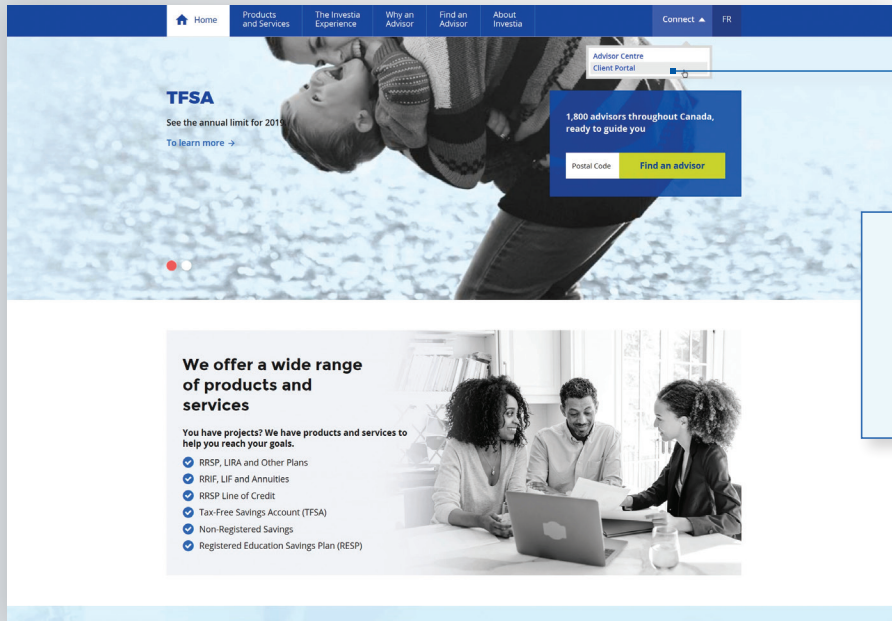 Home
Products
and Services
The Investia
Experience
Why an
Advisor
Find an
Advisor
About
Investia
Connect
FR
Advisor Centre
Client Portal
TFSA
See the annual limit for 2019
To learn more →
1,800 advisors throughout Canada,
ready to guide you
Postal Code
Find an advisor
We offer a wide range
of products and
services
You have projects? We have products and services to
help you reach your goals.
RRSP, LIRA and Other Plans
RRIF, LIF and Annuities
RRSP Line of Credit
Tax-Free Savings Account (TFSA)
Non-Registered Savings
Registered Education Savings Plan (RESP)